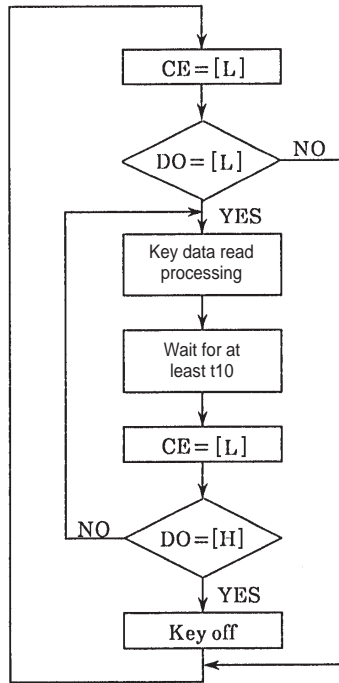 CE=[L]
DO=[L]
NO
YES
Key data read
processing
Wait for at
least t10
CE=[L]
NO
DO=[H]
YES
Key off